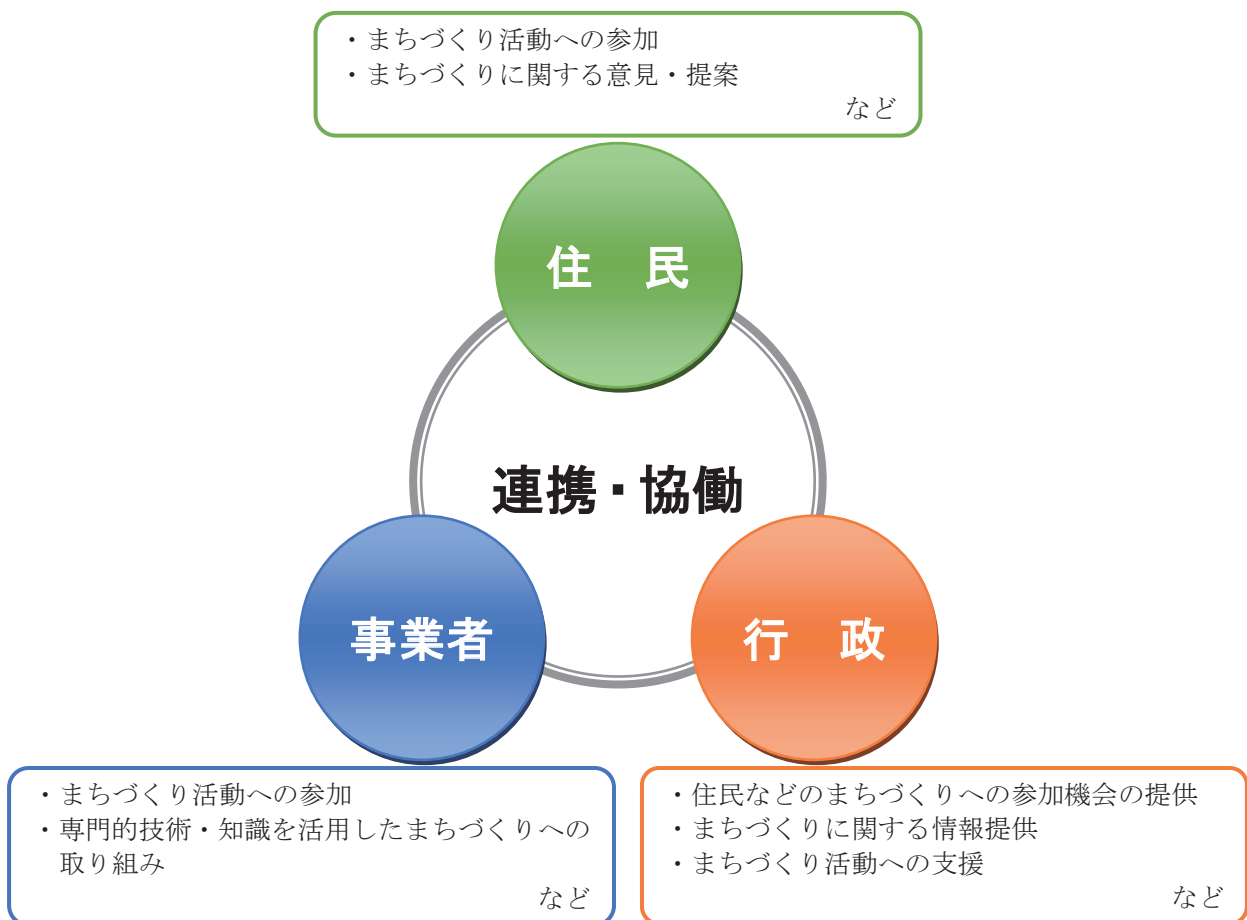 ・まちづくり活動への参加
・まちづくりに関する意見・提案
など
住　民
連携・協働
事業者
行　政
・まちづくり活動への参加
・専門的技術・知識を活用したまちづくりへの
取り組み
など
・住民などのまちづくりへの参加機会の提供
・まちづくりに関する情報提供
・まちづくり活動への支援
など